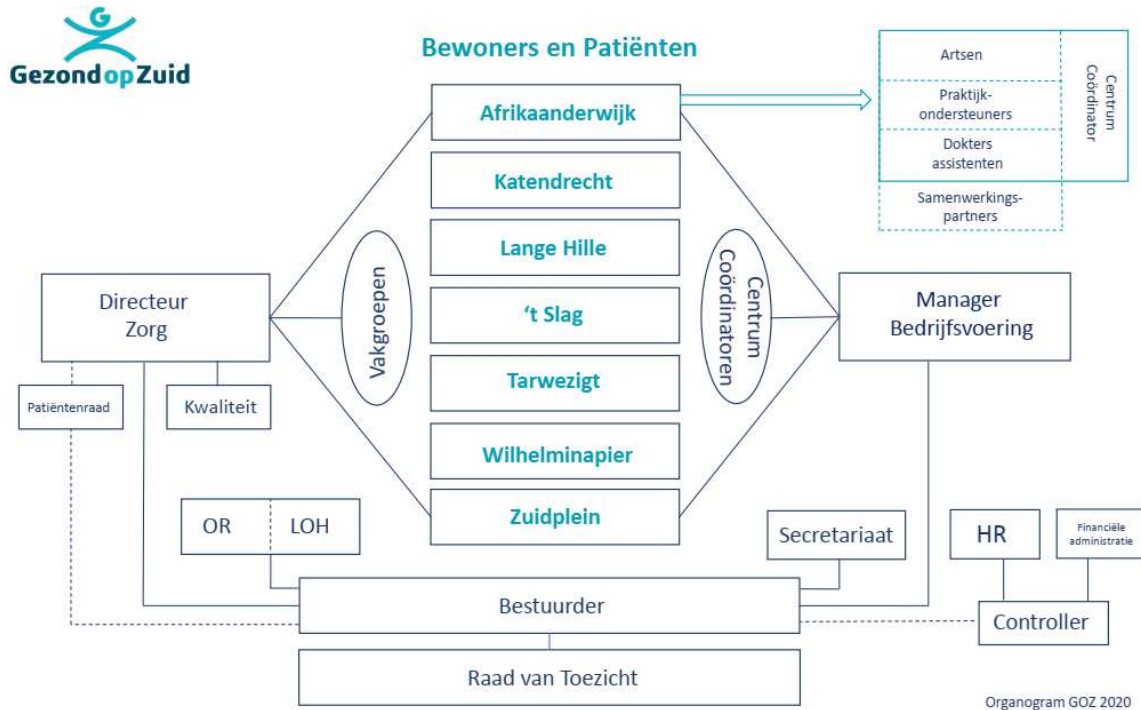 G
Gezond op Zuid
Bewoners en Patiënten
Afrikaanderwijk
Katendrecht
Lange Hille
‘t Slag
Tarwezigt
Wilhelminapier
Zuidplein
Artsen
Praktijk-
ondersteuners
Dokters
assistenten
Samenwerkings-
partners
Centrum
Coördinator
Directeur
Zorg
Vakgroepen
Centrum
Coördinatoren
Manager
Bedrijfsvoering
Patiëntenraad
Kwaliteit
OR
LOH
Secretariaat
HR
Financiële
administratie
Bestuurder
Controller
Raad van Toezicht
Organogram GOZ 2020